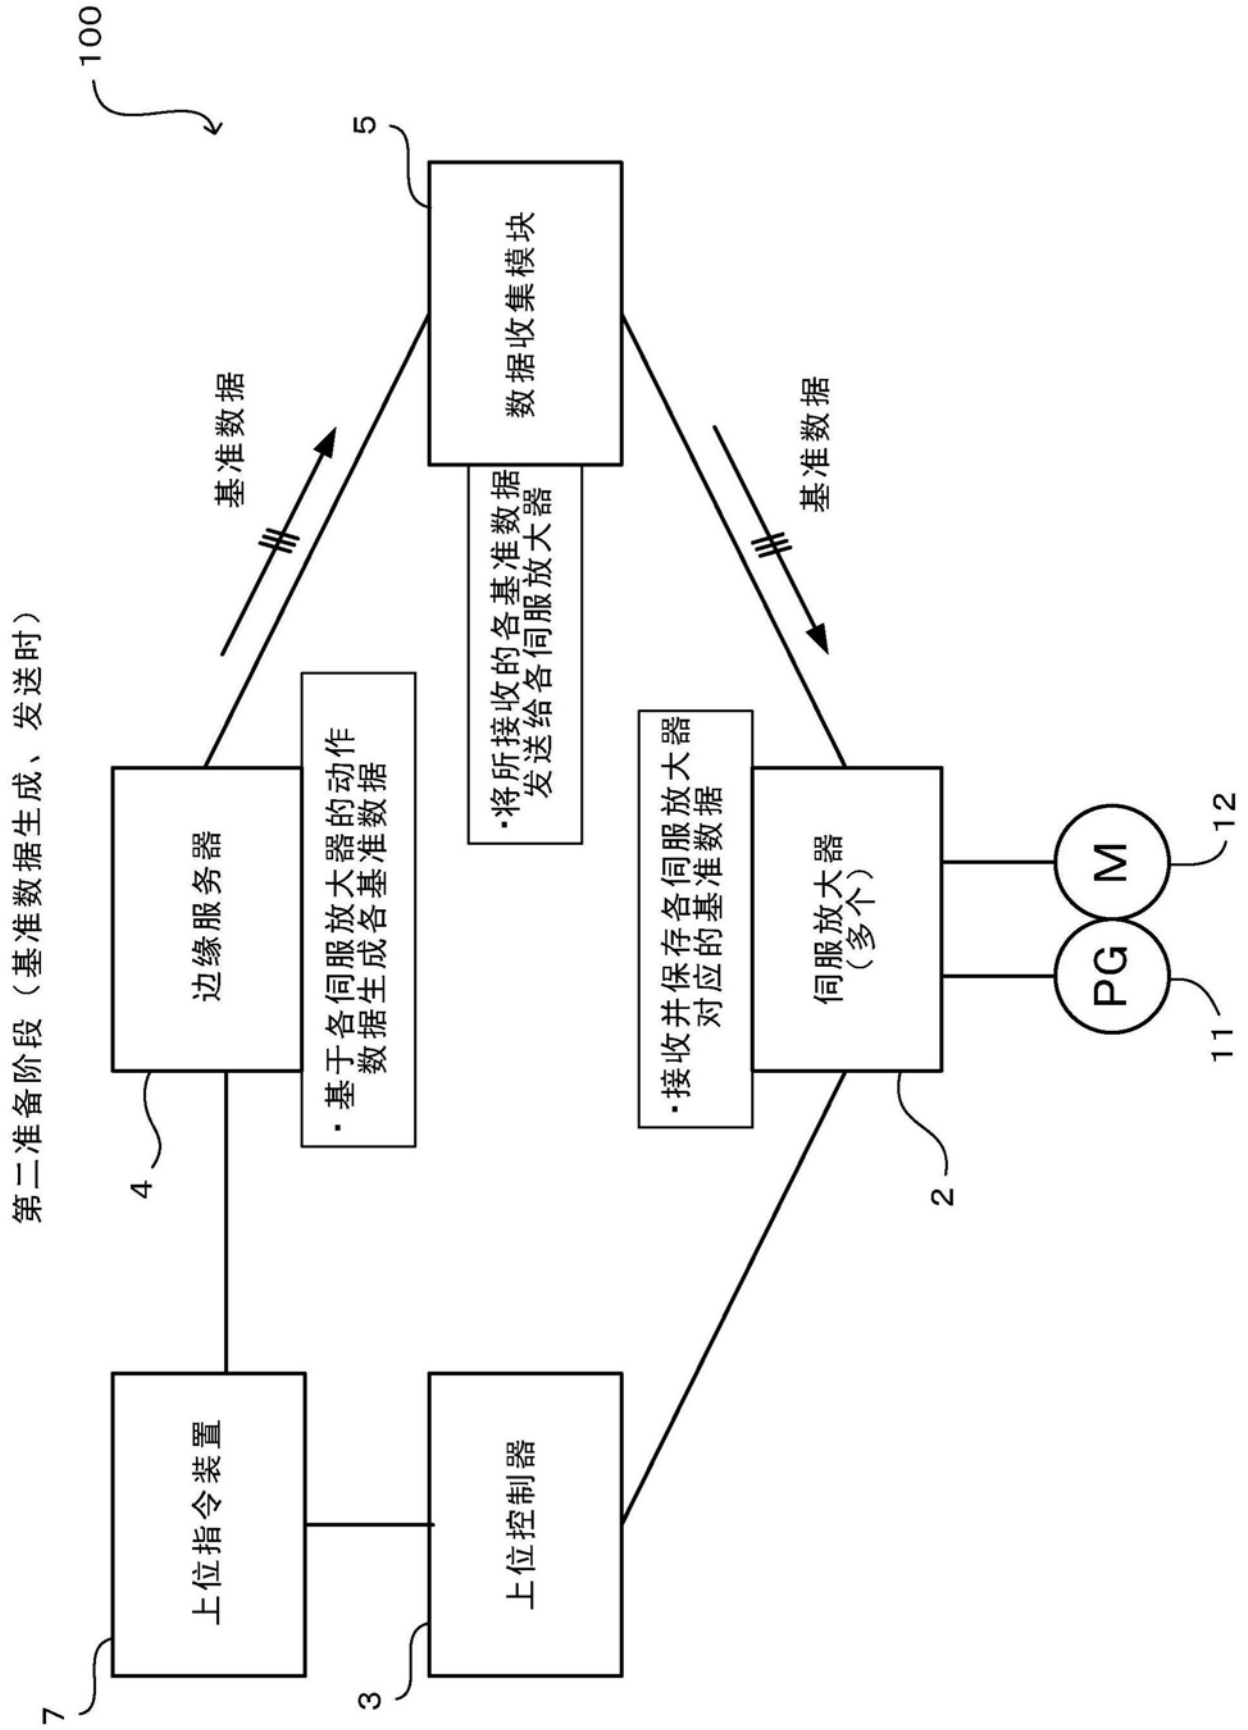 第二准备阶段（基准数据生成、发送时）
100
7
上位指令装置
4
边缘服务器
・基于各伺服放大器的动作
数据生成各基准数据
基准数据
5
数据收集模块
・将所接收的各基准数据
发送给各伺服放大器
3
上位控制器
・接收并保存各伺服放大器
对应的基准数据
基准数据
2
伺服放大器
（多个）
PG
M
11
12